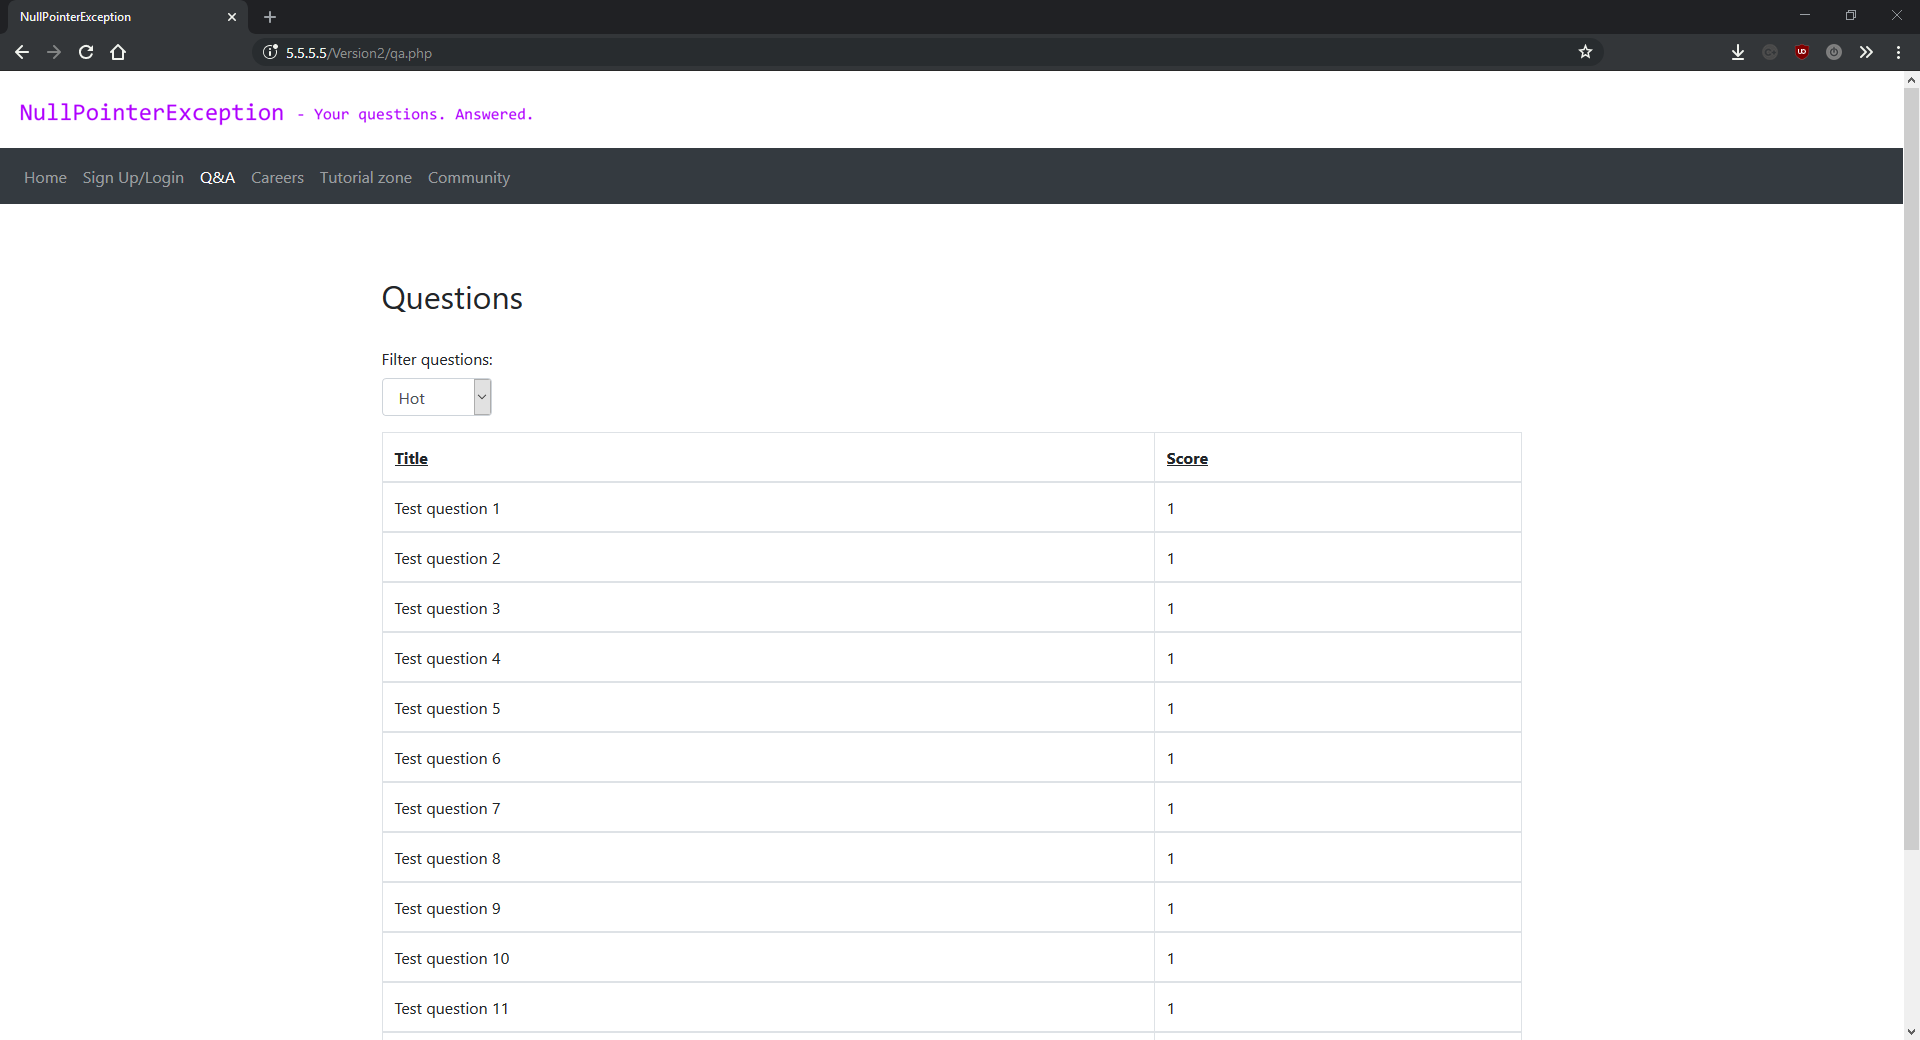 NullPointerException
5.5.5.5/Version2/qa.php
NullPointerException - Your questions. Answered.
Home Sign Up/Login Q&A Careers Tutorial zone Community
Questions
Filter questions:
Hot
Title Score
Test question 1 1
Test question 2 1
Test question 3 1
Test question 4 1
Test question 5 1
Test question 6 1
Test question 7 1
Test question 8 1
Test question 9 1
Test question 10 1
Test question 11 1